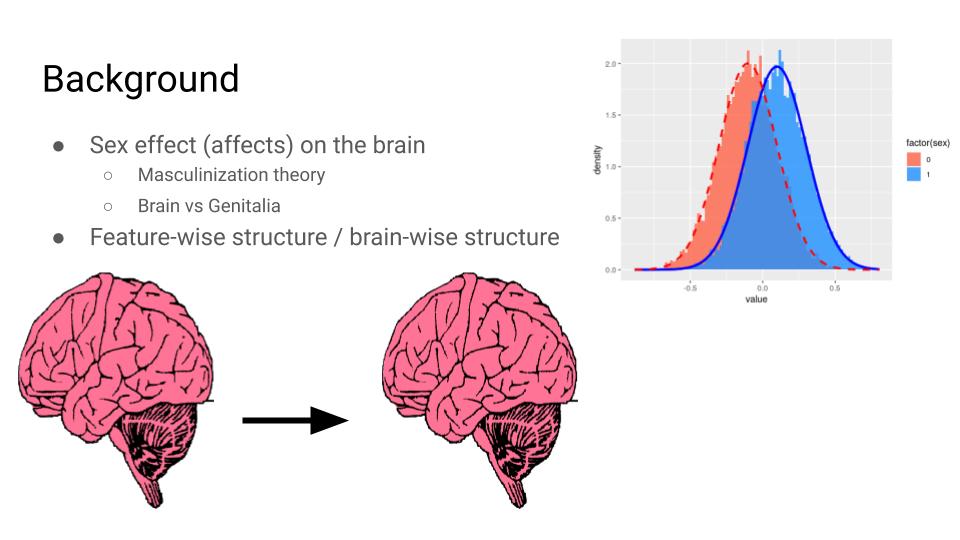 Background
● Sex effect (affects) on the brain
○ Masculinization theory
○ Brain vs Genitalia
● Feature-wise structure / brain-wise structure
2.0
1.5
1.0
0.5
0.0
density
-0.5 0.0 0.5
value
factor(sex)
0
1